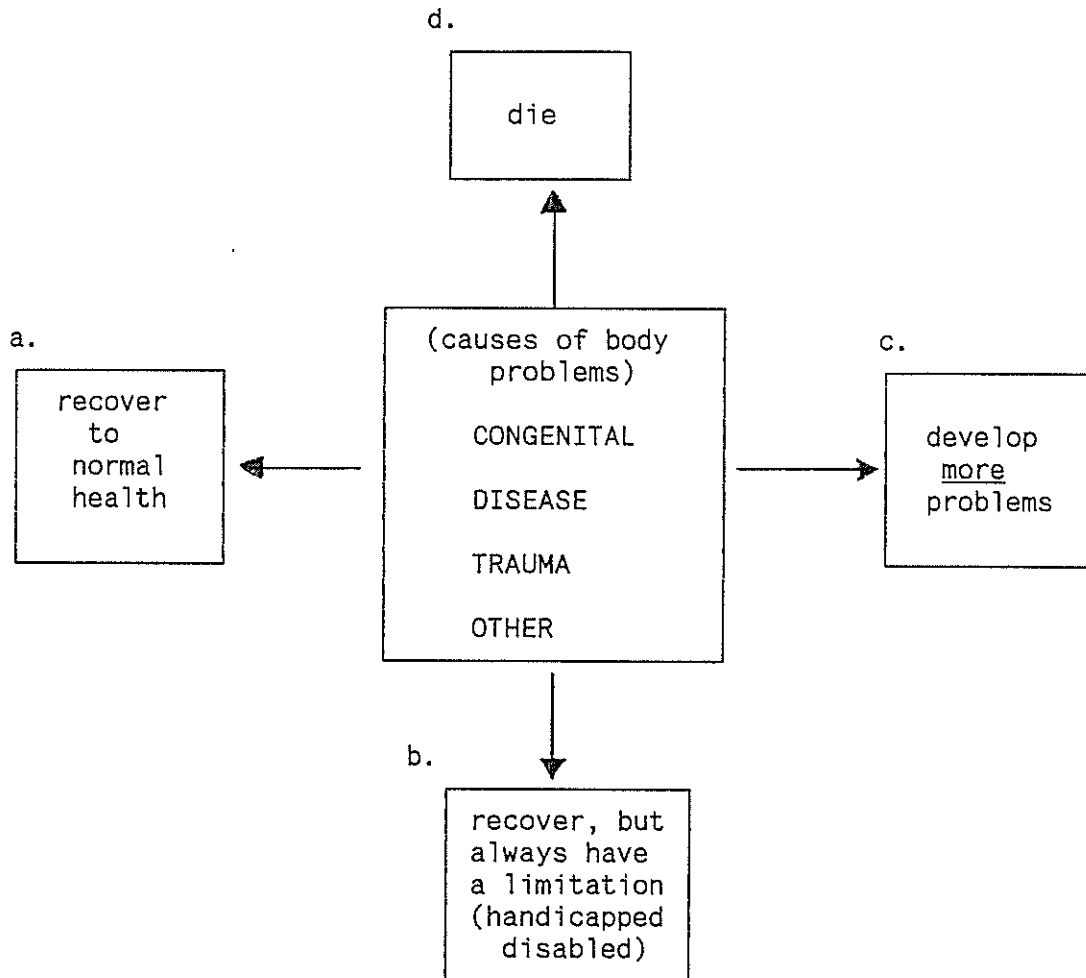 d.
die
a.
recover
to
normal
health
(causes of body
problems)
CONGENITAL
DISEASE
TRAUMA
OTHER
c.
develop
more
problems
b.
recover, but
always have
a limitation
(handicapped
disabled)